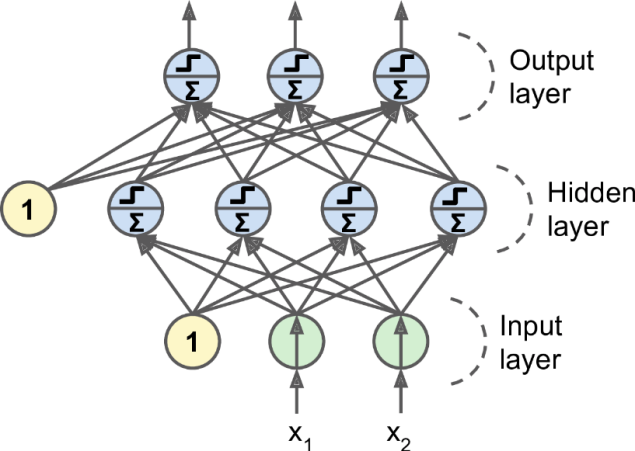 Σ Σ Σ
Output
layer
1 Σ Σ Σ Σ
Hidden
layer
1
Input
layer
x₁ x₂